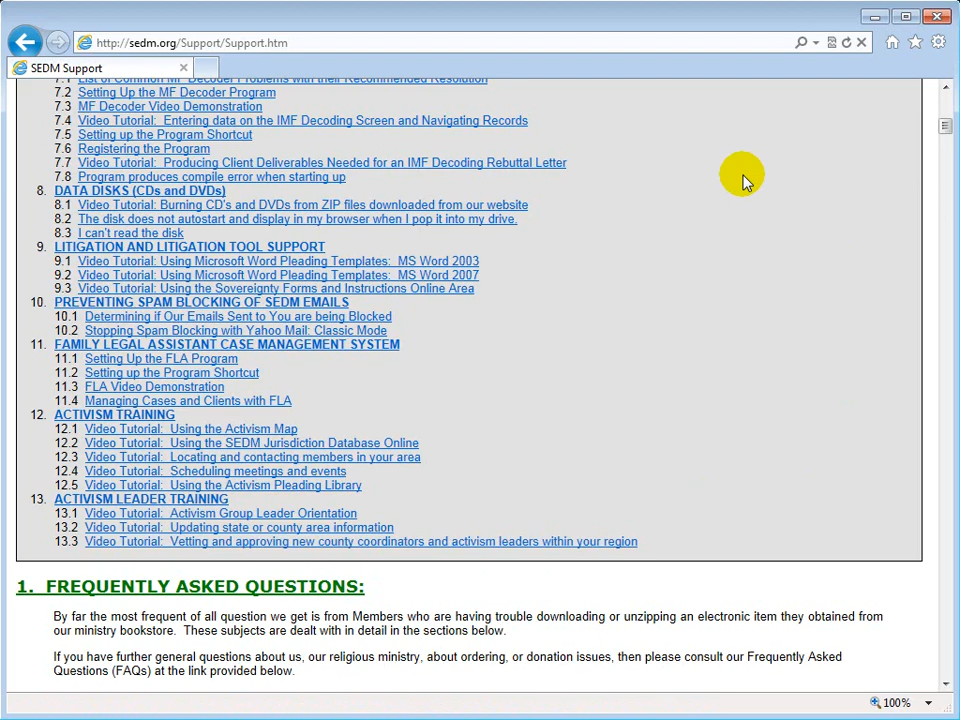 http://sedm.org/Support/Support.htm
SEDM Support
7.1 List of Common MF Decoder Problems with their Recommended Resolution
7.2 Setting Up the MF Decoder Program
7.3 MF Decoder Video Demonstration
7.4 Video Tutorial: Entering data on the IMF Decoding Screen and Navigating Records
7.5 Setting up the Program Shortcut
7.6 Registering the Program
7.7 Video Tutorial: Producing Client Deliverables Needed for an IMF Decoding Rebuttal Letter
7.8 Program produces compile error when starting up
8. DATA DISKS (CDs and DVDs)
8.1 Video Tutorial: Burning CD's and DVDs from ZIP files downloaded from our website
8.2 The disk does not autostart and display in my browser when I pop it into my drive.
8.3 I can't read the disk
9. LITIGATION AND LITIGATION TOOL SUPPORT
9.1 Video Tutorial: Using Microsoft Word Pleading Templates: MS Word 2003
9.2 Video Tutorial: Using Microsoft Word Pleading Templates: MS Word 2007
9.3 Video Tutorial: Using the Sovereignty Forms and Instructions Online Area
10. PREVENTING SPAM BLOCKING OF SEDM EMAILS
10.1 Determining if Our Emails Sent to You are being Blocked
10.2 Stopping Spam Blocking with Yahoo Mail: Classic Mode
11. FAMILY LEGAL ASSISTANT CASE MANAGEMENT SYSTEM
11.1 Setting Up the FLA Program
11.2 Setting up the Program Shortcut
11.3 FLA Video Demonstration
11.4 Managing Cases and Clients with FLA
12. ACTIVISM TRAINING
12.1 Video Tutorial: Using the Activism Map
12.2 Video Tutorial: Using the SEDM Jurisdiction Database Online
12.3 Video Tutorial: Locating and contacting members in your area
12.4 Video Tutorial: Scheduling meetings and events
12.5 Video Tutorial: Using the Activism Pleading Library
13. ACTIVISM LEADER TRAINING
13.1 Video Tutorial: Activism Group Leader Orientation
13.2 Video Tutorial: Updating state or county area information
13.3 Video Tutorial: Vetting and approving new county coordinators and activism leaders within your region
1. FREQUENTLY ASKED QUESTIONS:
By far the most frequent of all question we get is from Members who are having trouble downloading or unzipping an electronic item they obtained from
our ministry bookstore. These subjects are dealt with in detail in the sections below.
If you have further general questions about us, our religious ministry, about ordering, or donation issues, then please consult our Frequently Asked
Questions (FAQs) at the link provided below.
100%